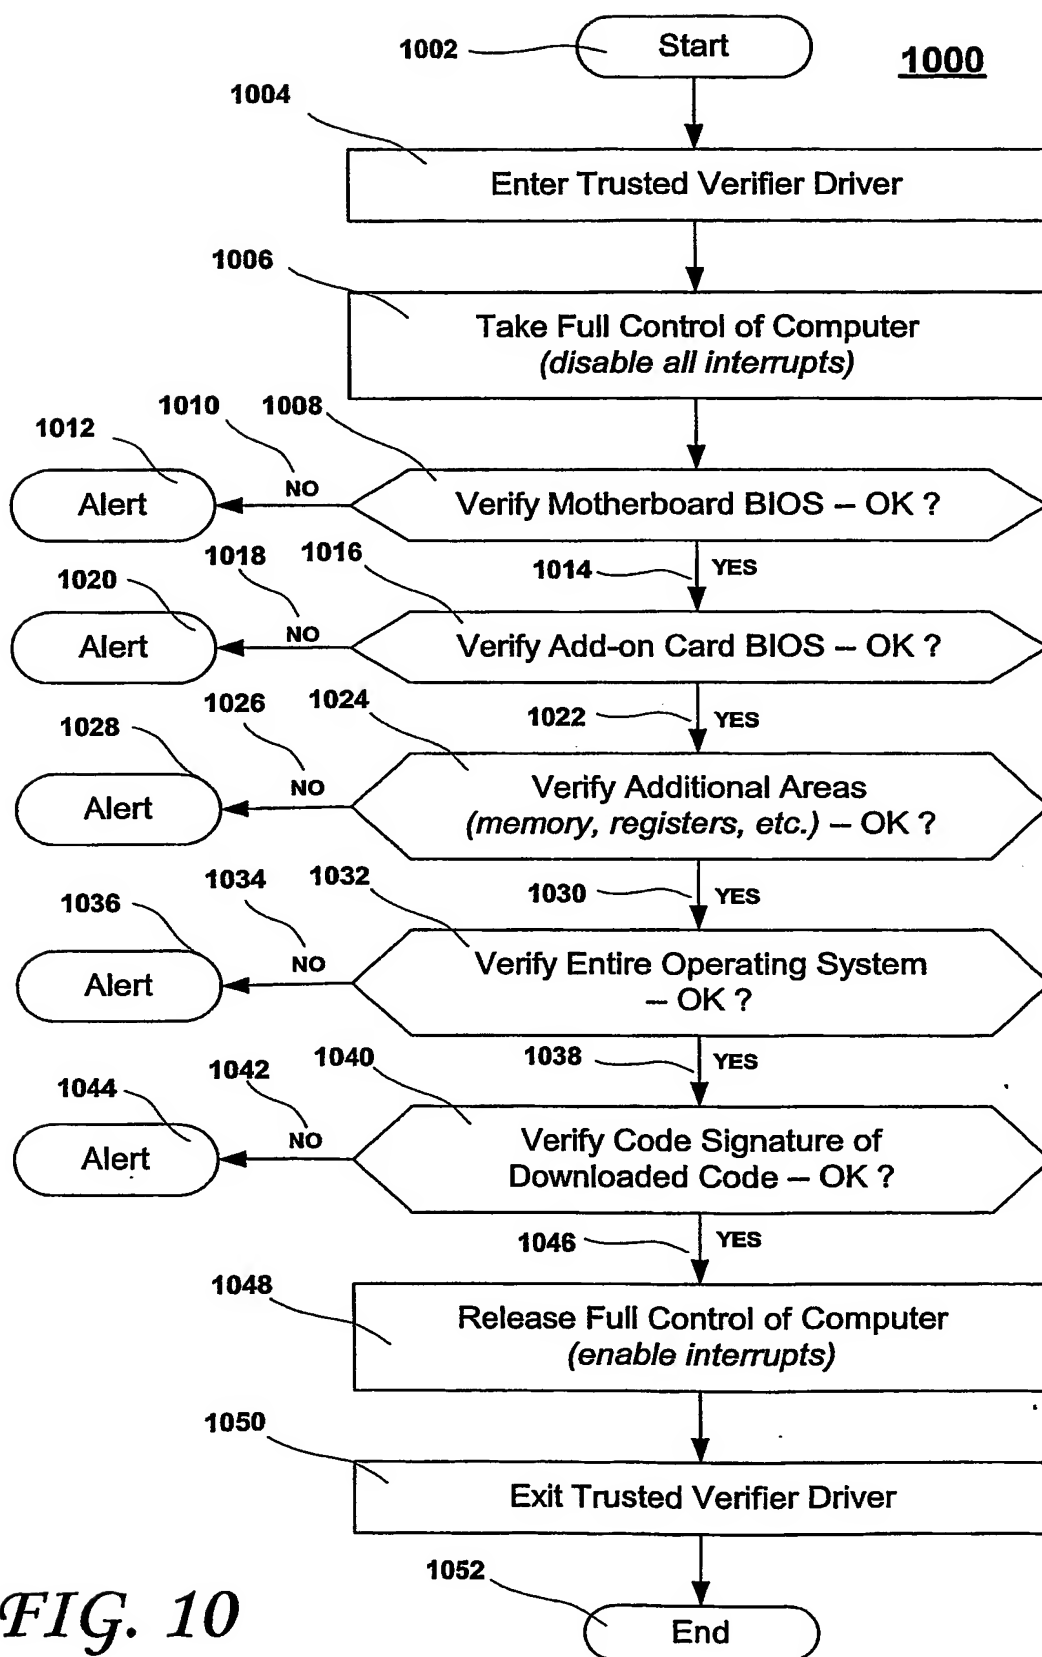 1002
Start
1000
1004
Enter Trusted Verifier Driver
1006
Take Full Control of Computer
(disable all interrupts)
1008
1010
1012
Alert
NO
Verify Motherboard BIOS – OK ?
1014
YES
1016
1018
1020
Alert
NO
Verify Add-on Card BIOS – OK ?
1022
YES
1024
1026
1028
Alert
NO
Verify Additional Areas
(memory, registers, etc.) – OK ?
1030
YES
1032
1034
1036
Alert
NO
Verify Entire Operating System
– OK ?
1038
YES
1040
1042
1044
Alert
NO
Verify Code Signature of
Downloaded Code – OK ?
1046
YES
1048
Release Full Control of Computer
(enable interrupts)
1050
Exit Trusted Verifier Driver
1052
End
FIG. 10